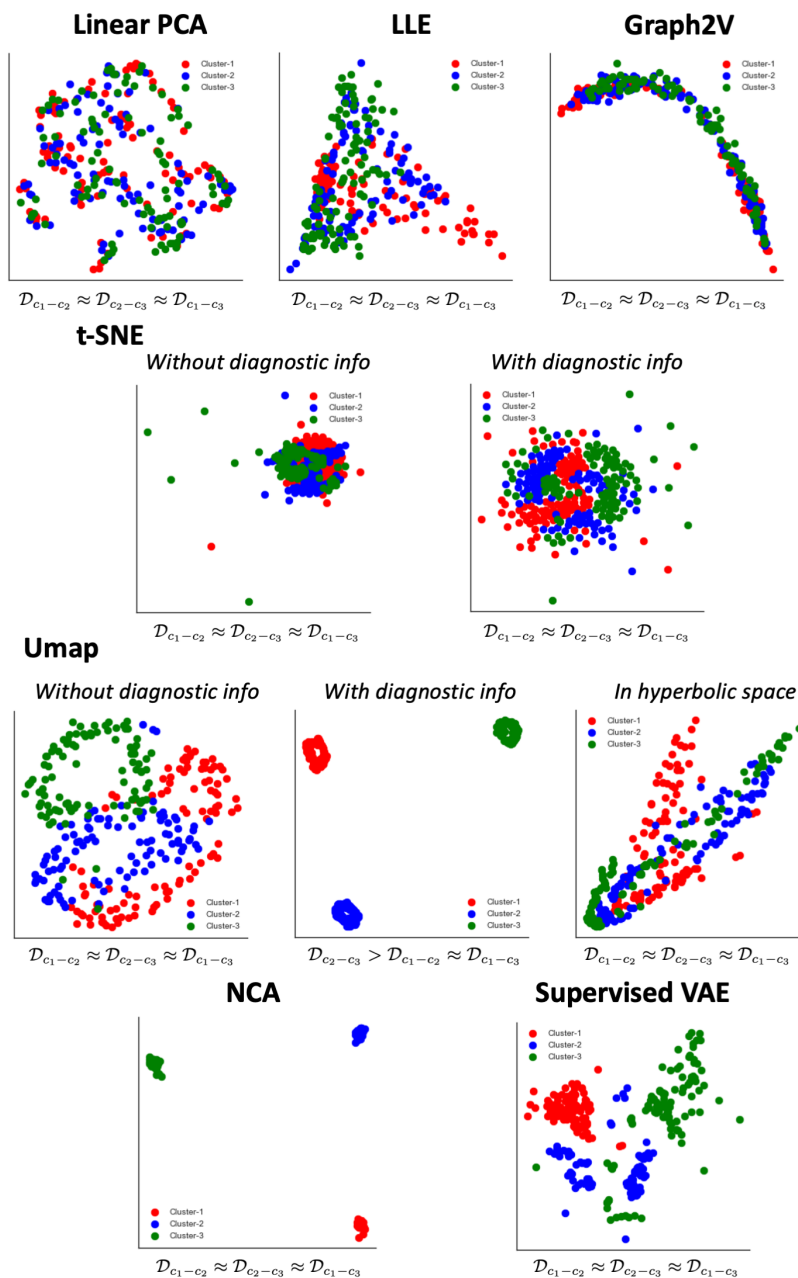 Linear PCA
LLE
Graph2V
Cluster-1
Cluster-2
Cluster-3
Cluster-1
Cluster-2
Cluster-3
Cluster-1
Cluster-2
Cluster-3
𝒟c₁−c₂ ≈ 𝒟c₂−c₃ ≈ 𝒟c₁−c₃
𝒟c₁−c₂ ≈ 𝒟c₂−c₃ ≈ 𝒟c₁−c₃
𝒟c₁−c₂ ≈ 𝒟c₂−c₃ ≈ 𝒟c₁−c₃
t-SNE
Without diagnostic info
With diagnostic info
Cluster-1
Cluster-2
Cluster-3
Cluster-1
Cluster-2
Cluster-3
𝒟c₁−c₂ ≈ 𝒟c₂−c₃ ≈ 𝒟c₁−c₃
𝒟c₁−c₂ ≈ 𝒟c₂−c₃ ≈ 𝒟c₁−c₃
Umap
Without diagnostic info
With diagnostic info
In hyperbolic space
Cluster-1
Cluster-2
Cluster-3
Cluster-1
Cluster-2
Cluster-3
Cluster-1
Cluster-2
Cluster-3
𝒟c₁−c₂ ≈ 𝒟c₂−c₃ ≈ 𝒟c₁−c₃
𝒟c₂−c₃ > 𝒟c₁−c₂ ≈ 𝒟c₁−c₃
𝒟c₁−c₂ ≈ 𝒟c₂−c₃ ≈ 𝒟c₁−c₃
NCA
Supervised VAE
Cluster-1
Cluster-2
Cluster-3
Cluster-1
Cluster-2
Cluster-3
𝒟c₁−c₂ ≈ 𝒟c₂−c₃ ≈ 𝒟c₁−c₃
𝒟c₁−c₂ ≈ 𝒟c₂−c₃ ≈ 𝒟c₁−c₃